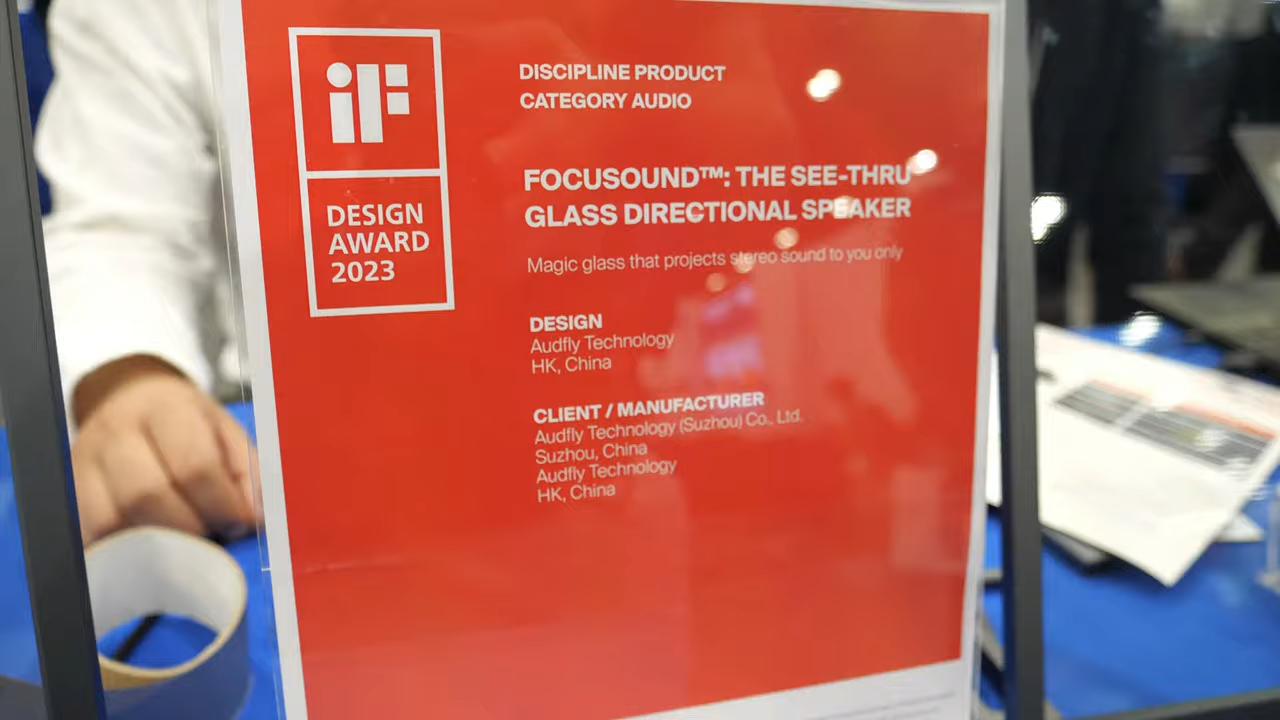 iF
DESIGN
AWARD
2023
DISCIPLINE PRODUCT
CATEGORY AUDIO
FOCUSOUND™: THE SEE-THRU
GLASS DIRECTIONAL SPEAKER
Magic glass that projects stereo sound to you only
DESIGN
Audfly Technology
HK, China
CLIENT / MANUFACTURER
Audfly Technology (Suzhou) Co., Ltd.
Suzhou, China
Audfly Technology
HK, China